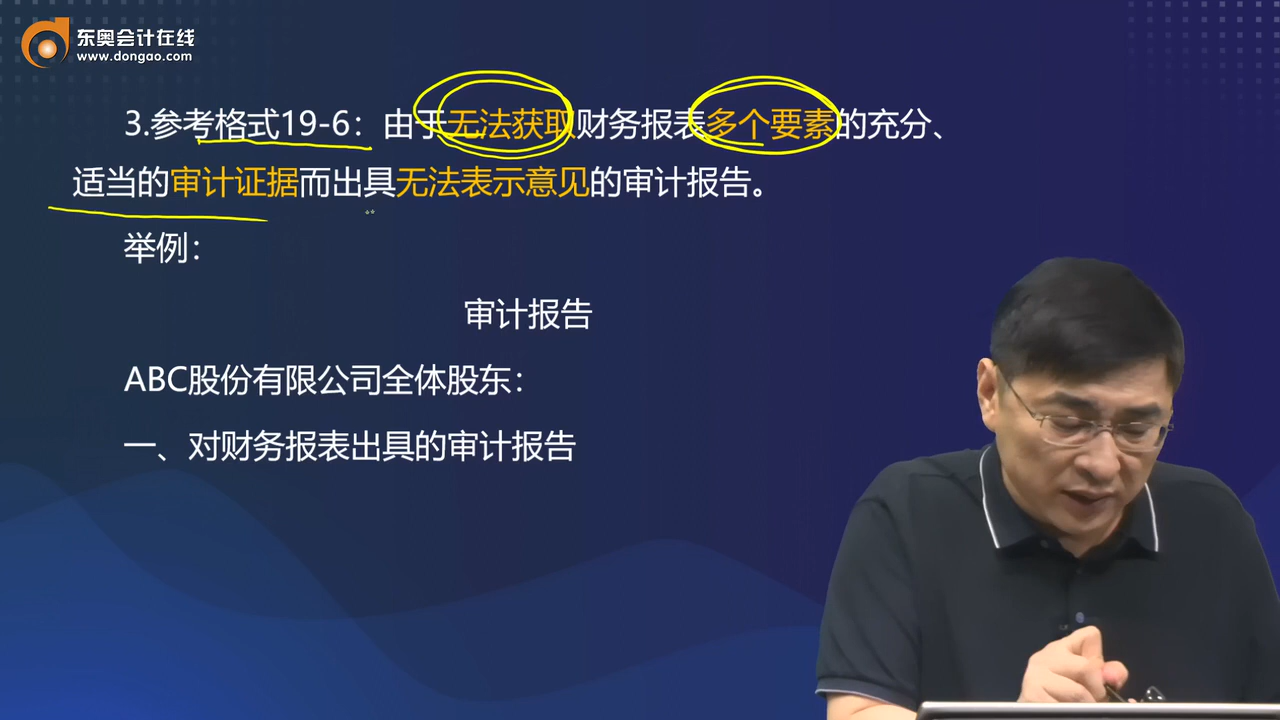 东奥会计在线
www.dongao.com
3.参考格式19-6：由于无法获取财务报表多个要素的充分、
适当的审计证据而出具无法表示意见的审计报告。
举例：
审计报告
ABC股份有限公司全体股东：
一、对财务报表出具的审计报告